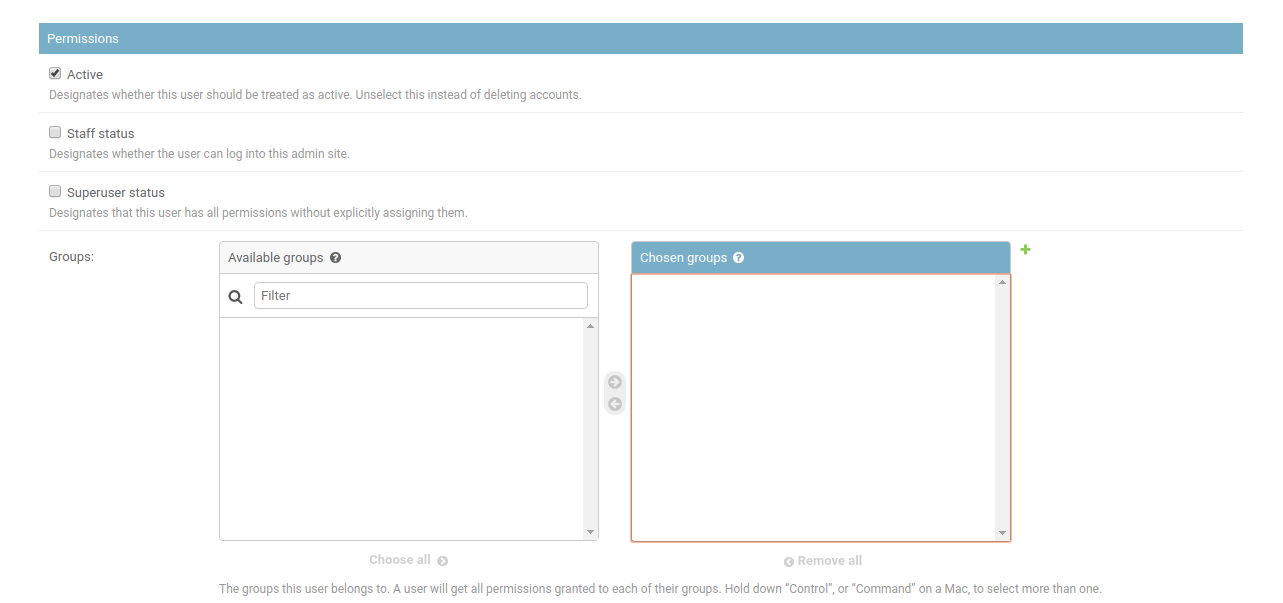 Permissions
Active
Designates whether this user should be treated as active. Unselect this instead of deleting accounts.
Staff status
Designates whether the user can log into this admin site.
Superuser status
Designates that this user has all permissions without explicitly assigning them.
Groups:
Available groups
Chosen groups
Filter
Choose all
Remove all
The groups this user belongs to. A user will get all permissions granted to each of their groups. Hold down “Control”, or “Command” on a Mac, to select more than one.